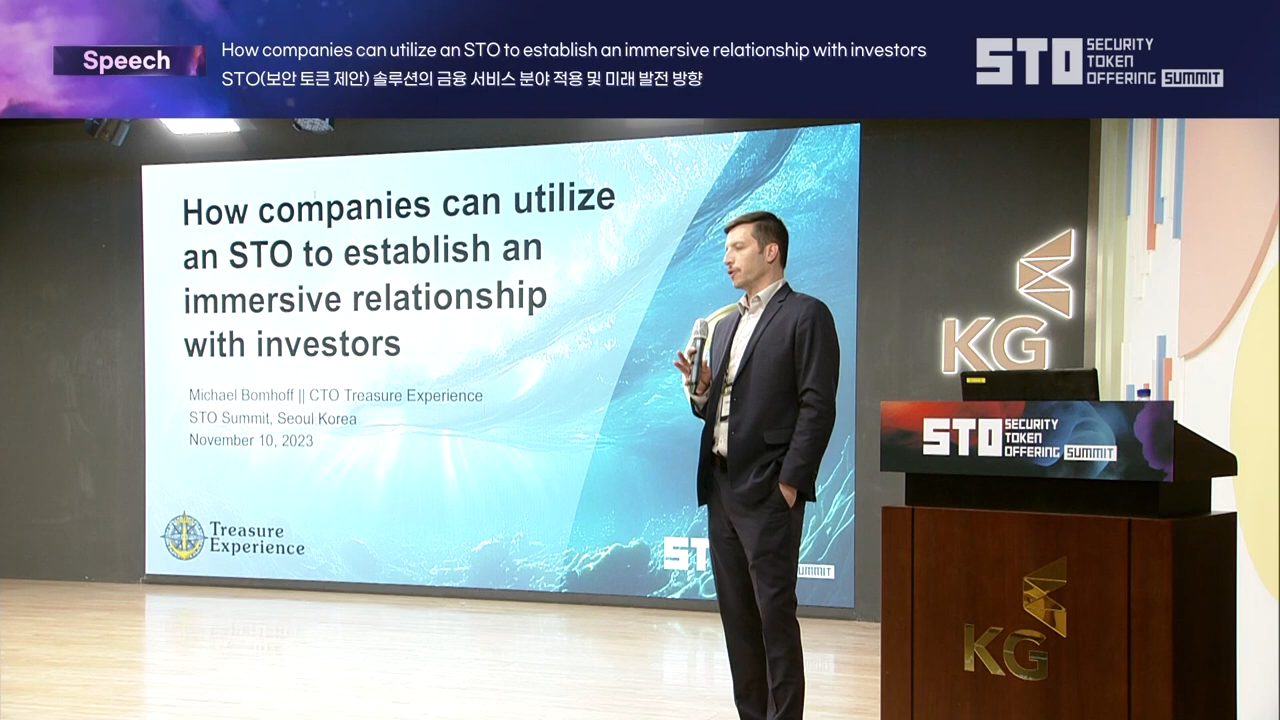 Speech
How companies can utilize an STO to establish an immersive relationship with investors
STO(보안 토큰 제안) 솔루션의 금융 서비스 분야 적용 및 미래 발전 방향
STO SECURITY
TOKEN
OFFERING SUMMIT
How companies can utilize
an STO to establish an
immersive relationship
with investors
Michael Bomhoff || CTO Treasure Experience
STO Summit, Seoul Korea
November 10, 2023
Treasure
Experience
ST
SUMMIT
KG
STO SECURITY
TOKEN
OFFERING SUMMIT
KG